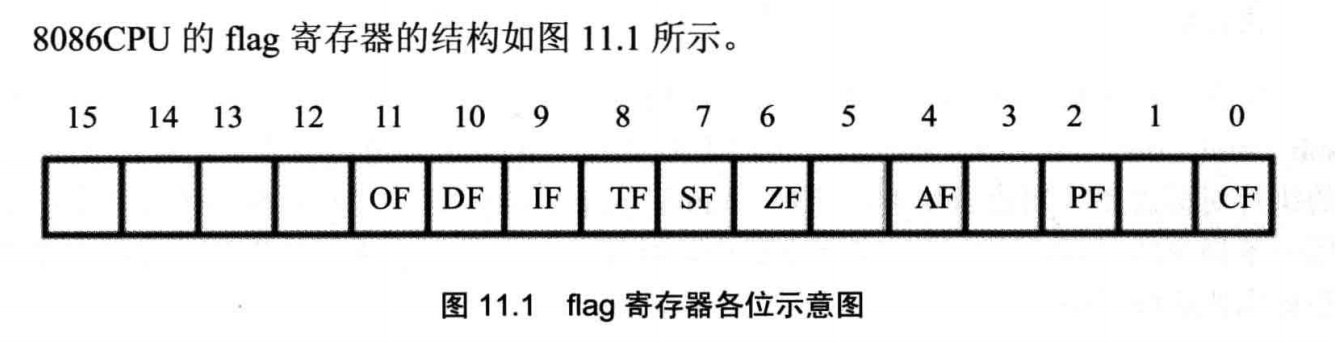 8086CPU 的 flag 寄存器的结构如图 11.1 所示。
15 14 13 12 11 10 9 8 7 6 5 4 3 2 1 0
OF DF IF TF SF ZF AF PF CF
图 11.1 flag 寄存器各位示意图